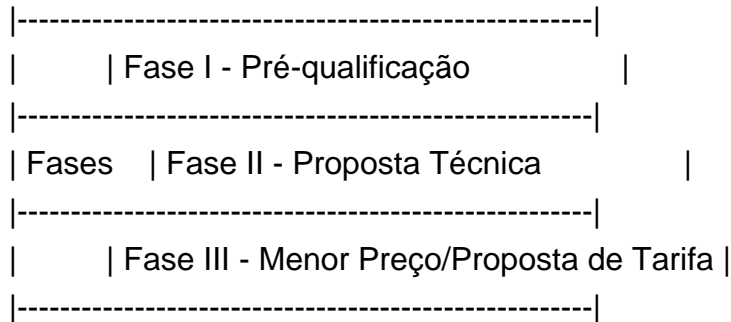 |------------------------------------------------------|
| | Fase I - Pré-qualificação |
|------------------------------------------------------|
| Fases | Fase II - Proposta Técnica |
|------------------------------------------------------|
| | Fase III - Menor Preço/Proposta de Tarifa |
|------------------------------------------------------|